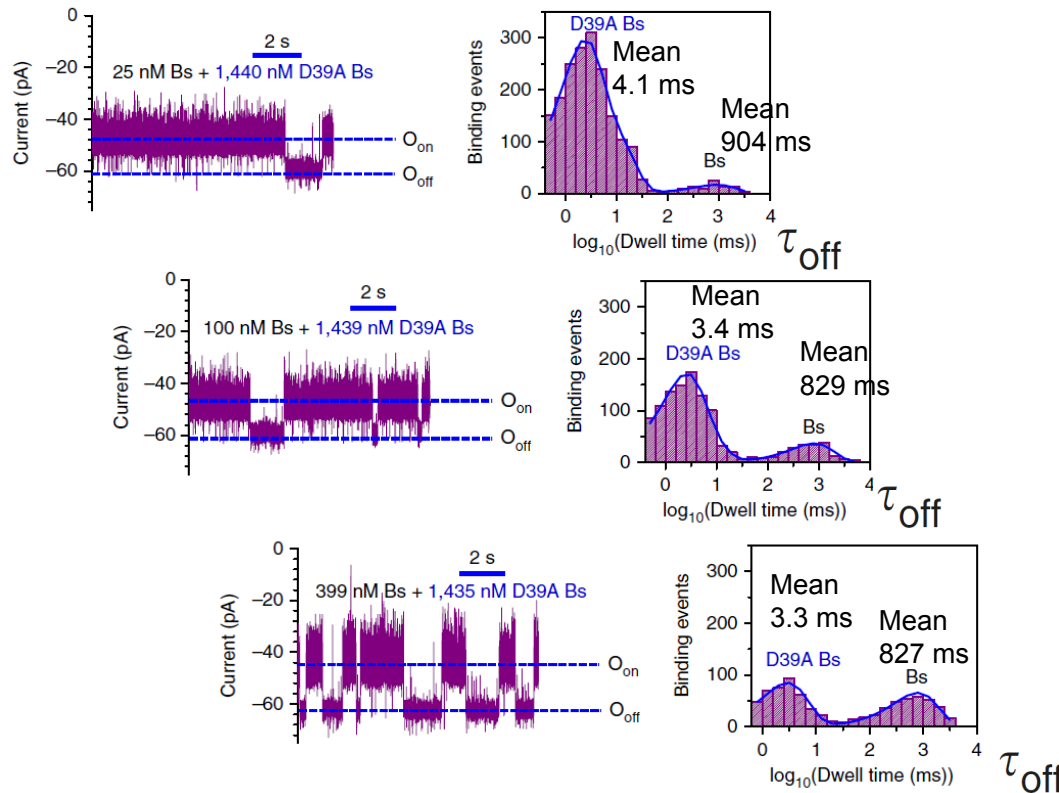 0
−20
−40
−60
Current (pA)
2 s
25 nM Bs + 1,440 nM D39A Bs
O_on
O_off
300
200
100
0
Binding events
D39A Bs
Mean
4.1 ms
Mean
904 ms
Bs
0 1 2 3 4
log₁₀(Dwell time (ms))
τ_off
0
−20
−40
−60
Current (pA)
2 s
100 nM Bs + 1,439 nM D39A Bs
O_on
O_off
300
200
100
0
Binding events
Mean
3.4 ms
D39A Bs
Mean
829 ms
Bs
0 1 2 3 4
log₁₀(Dwell time (ms))
τ_off
0
−20
−40
−60
Current (pA)
2 s
399 nM Bs + 1,435 nM D39A Bs
O_on
O_off
300
200
100
0
Binding events
Mean
3.3 ms
D39A Bs
Mean
827 ms
Bs
0 1 2 3 4
log₁₀(Dwell time (ms))
τ_off